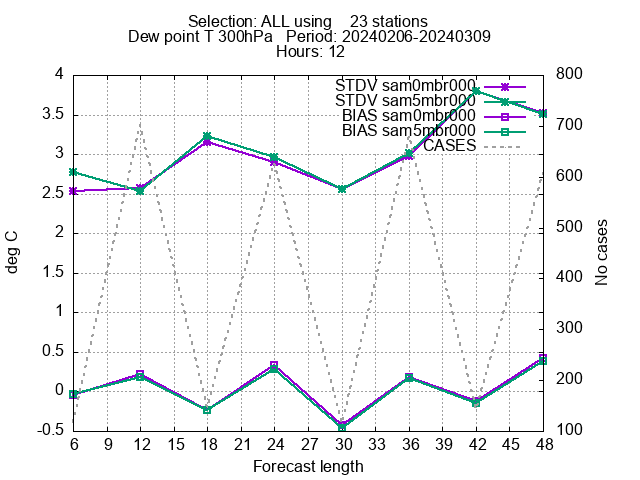 Selection: ALL using 23 stations
Dew point T 300hPa Period: 20240206-20240309
Hours: 12
4
3.5
3
2.5
2
1.5
1
0.5
0
-0.5
deg C
800
700
600
500
400
300
200
100
No cases
STDV sam0mbr000
STDV sam5mbr000
BIAS sam0mbr000
BIAS sam5mbr000
CASES
6 9 12 15 18 21 24 27 30 33 36 39 42 45 48
Forecast length